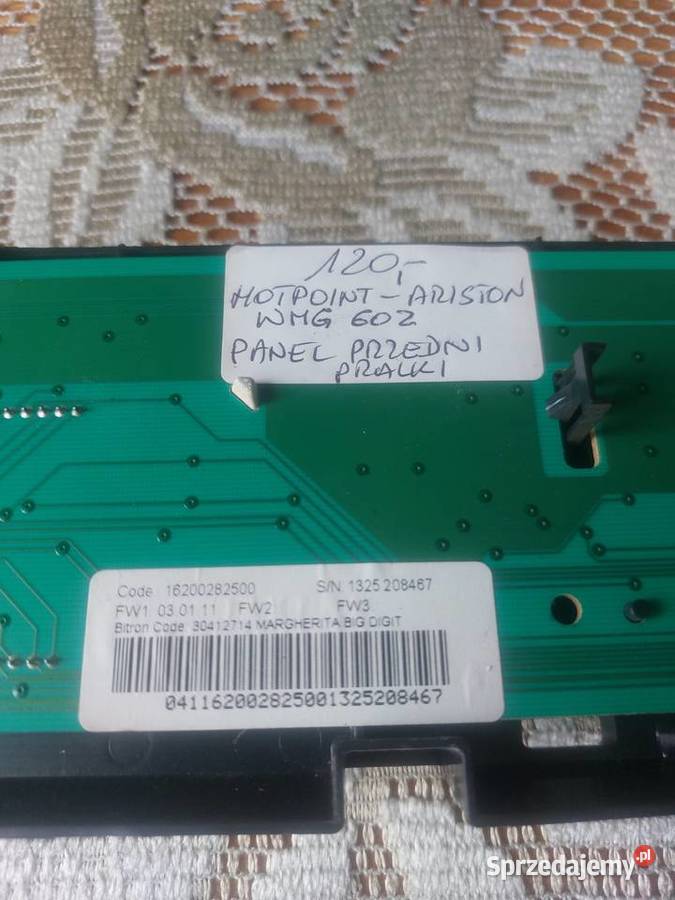 120,-
HOTPOINT-ARISTON
WMG 602
PANEL PRZEDNI
PRALKI
Code: 16200282500 S/N: 1325 208467
FW1 03.01.11 FW2 FW3
Bitron Code: 30412714 MARGHERITA BIG DIGIT
041162002825001325208467
Sprzedajemy.pl